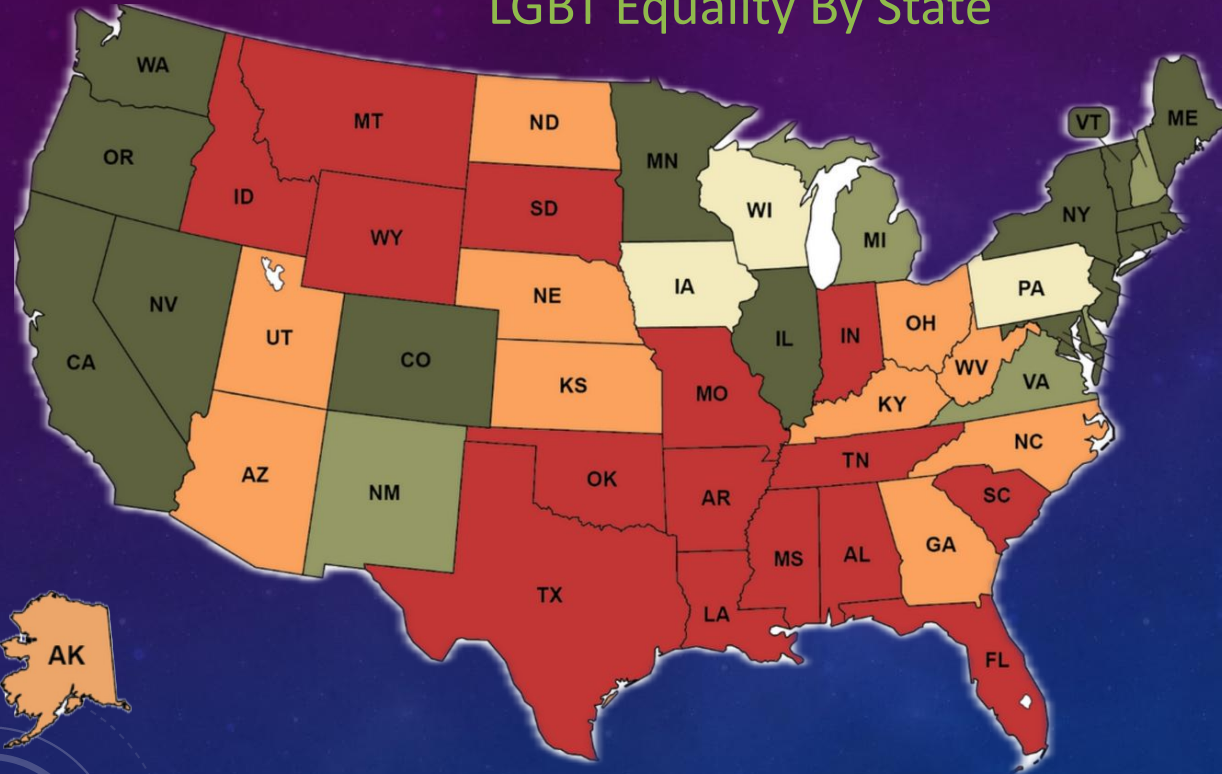 LGBT Equality By State
WA
MT
ND
MN
VT
ME
OR
ID
SD
WI
NY
WY
MI
NV
UT
NE
IA
PA
CA
CO
IL
IN
OH
WV
VA
KS
MO
KY
AZ
NM
OK
AR
TN
NC
SC
TX
MS
AL
GA
LA
FL
AK